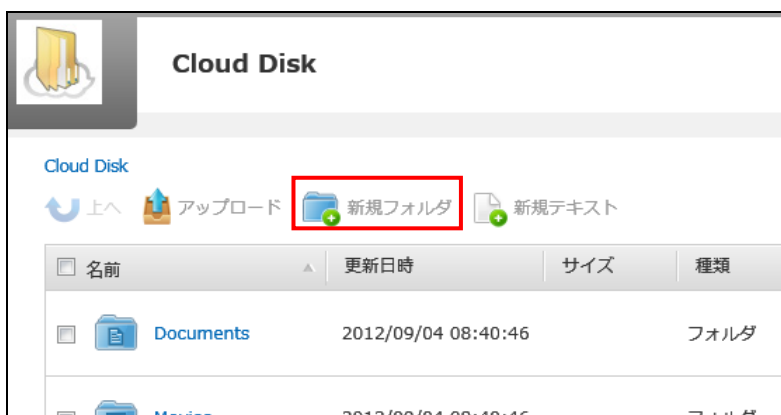 Cloud Disk
Cloud Disk
上へ アップロード 新規フォルダ 新規テキスト
名前 更新日時 サイズ 種類
Documents 2012/09/04 08:40:46 フォルダ